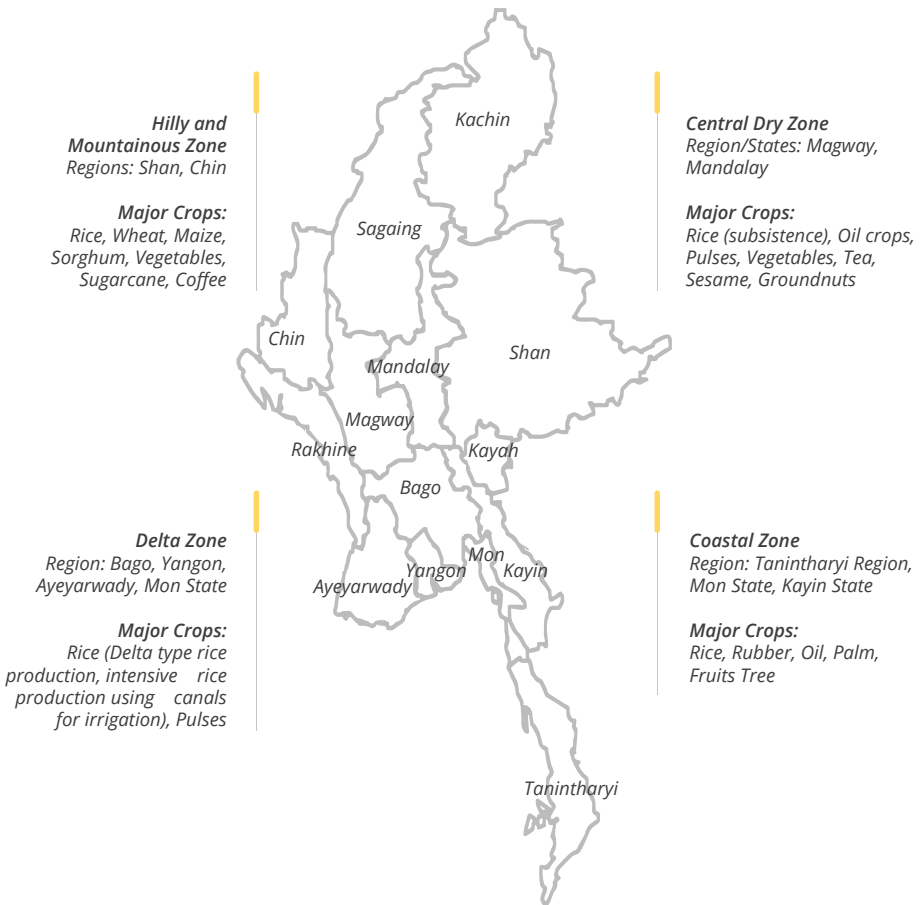 Hilly and
Mountainous Zone
Regions: Shan, Chin
Major Crops:
Rice, Wheat, Maize,
Sorghum, Vegetables,
Sugarcane, Coffee
Central Dry Zone
Region/States: Magway,
Mandalay
Major Crops:
Rice (subsistence), Oil crops,
Pulses, Vegetables, Tea,
Sesame, Groundnuts
Kachin
Sagaing
Chin
Shan
Mandalay
Magway
Rakhine
Kayah
Bago
Mon
Yangon
Kayin
Ayeyarwady
Tanintharyi
Delta Zone
Region: Bago, Yangon,
Ayeyarwady, Mon State
Major Crops:
Rice (Delta type rice
production, intensive rice
production using canals
for irrigation), Pulses
Coastal Zone
Region: Tanintharyi Region,
Mon State, Kayin State
Major Crops:
Rice, Rubber, Oil, Palm,
Fruits Tree